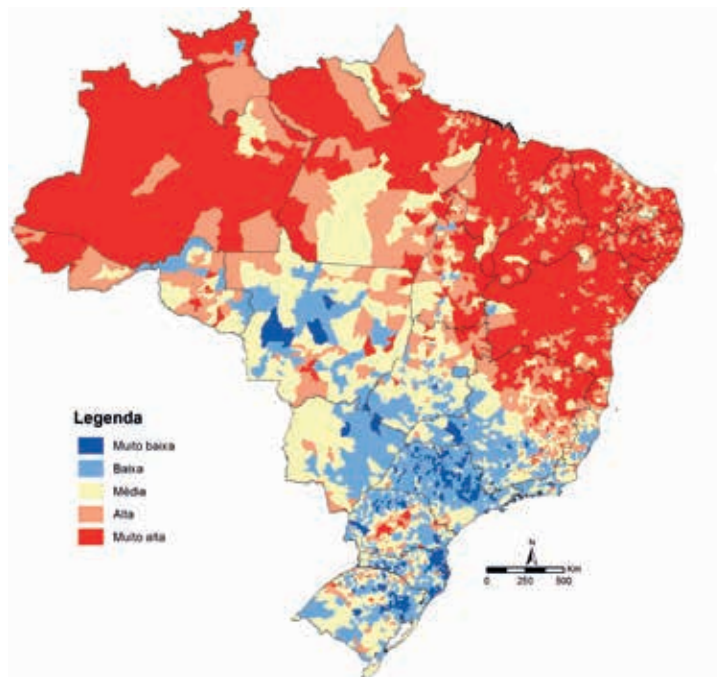 Legenda
Muito baixa
Baixa
Média
Alta
Muito alta
N
0 250 500 Km